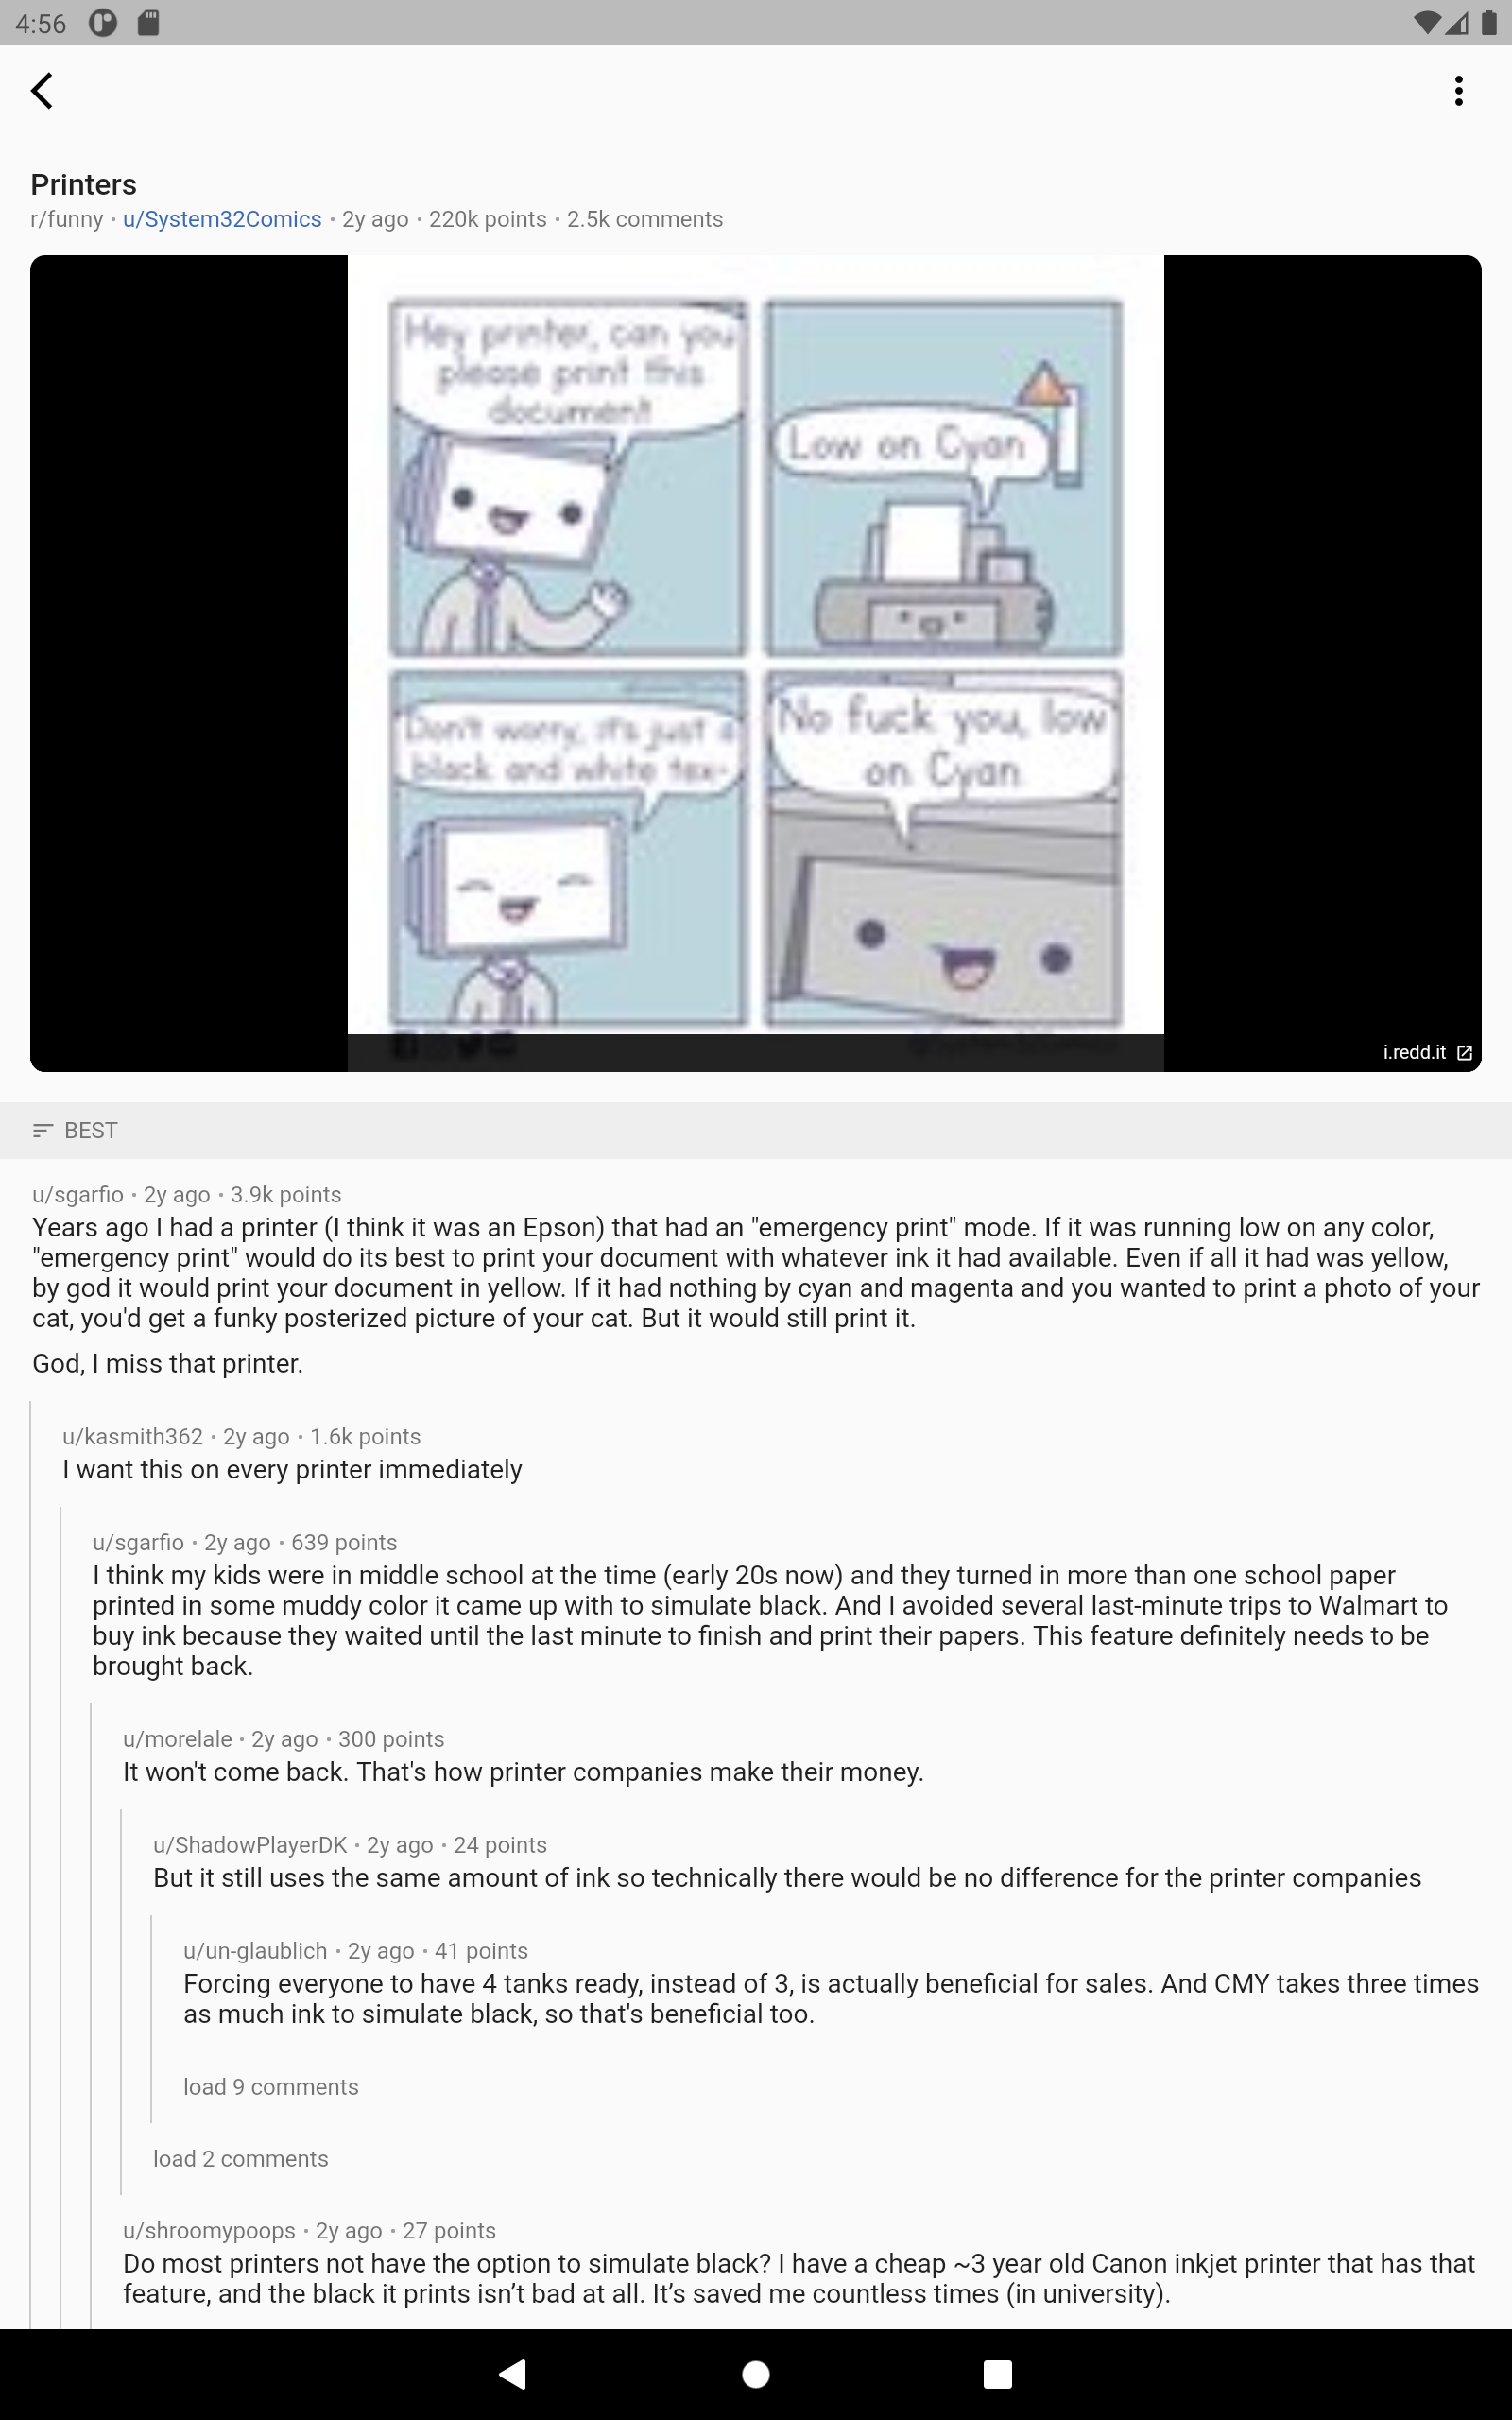 4:56
Printers
r/funny • u/System32Comics • 2y ago • 220k points • 2.5k comments
Hey printer, can you
please print this
document
Low on Cyan
Don't worry, it's just a
black and white tex-
No fuck you, low
on Cyan
i.redd.it
BEST
u/sgarfio • 2y ago • 3.9k points
Years ago I had a printer (I think it was an Epson) that had an "emergency print" mode. If it was running low on any color,
"emergency print" would do its best to print your document with whatever ink it had available. Even if all it had was yellow,
by god it would print your document in yellow. If it had nothing by cyan and magenta and you wanted to print a photo of your
cat, you'd get a funky posterized picture of your cat. But it would still print it.
God, I miss that printer.
u/kasmith362 • 2y ago • 1.6k points
I want this on every printer immediately
u/sgarfio • 2y ago • 639 points
I think my kids were in middle school at the time (early 20s now) and they turned in more than one school paper
printed in some muddy color it came up with to simulate black. And I avoided several last-minute trips to Walmart to
buy ink because they waited until the last minute to finish and print their papers. This feature definitely needs to be
brought back.
u/morelale • 2y ago • 300 points
It won't come back. That's how printer companies make their money.
u/ShadowPlayerDK • 2y ago • 24 points
But it still uses the same amount of ink so technically there would be no difference for the printer companies
u/un-glaublich • 2y ago • 41 points
Forcing everyone to have 4 tanks ready, instead of 3, is actually beneficial for sales. And CMY takes three times
as much ink to simulate black, so that's beneficial too.
load 9 comments
load 2 comments
u/shroomypoops • 2y ago • 27 points
Do most printers not have the option to simulate black? I have a cheap ~3 year old Canon inkjet printer that has that
feature, and the black it prints isn’t bad at all. It’s saved me countless times (in university).